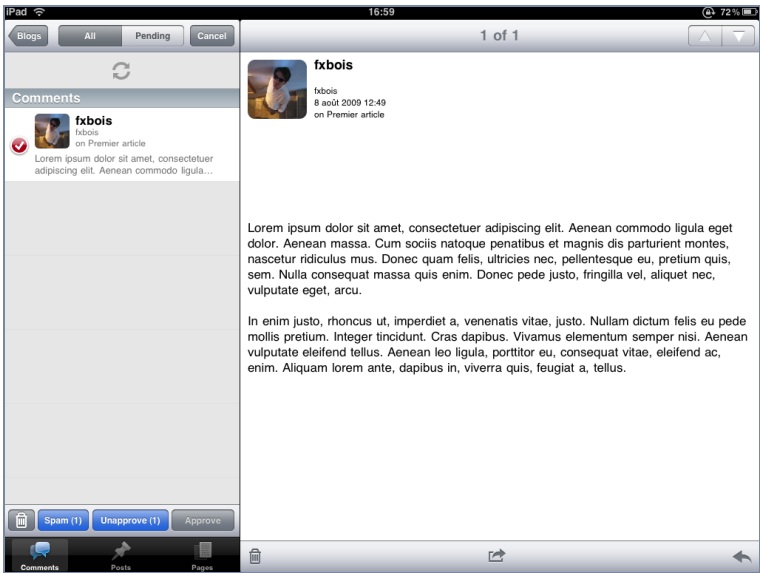 iPad 16:59 72%
Blogs All Pending Cancel
Comments
fxbois
fxbois
on Premier article
Lorem ipsum dolor sit amet, consectetuer
adipiscing elit. Aenean commodo ligula...
Spam (1) Unapprove (1) Approve
Comments Posts Pages
1 of 1
fxbois
fxbois
8 août 2009 12:49
on Premier article
Lorem ipsum dolor sit amet, consectetuer adipiscing elit. Aenean commodo ligula eget
dolor. Aenean massa. Cum sociis natoque penatibus et magnis dis parturient montes,
nascetur ridiculus mus. Donec quam felis, ultricies nec, pellentesque eu, pretium quis,
sem. Nulla consequat massa quis enim. Donec pede justo, fringilla vel, aliquet nec,
vulputate eget, arcu.
In enim justo, rhoncus ut, imperdiet a, venenatis vitae, justo. Nullam dictum felis eu pede
mollis pretium. Integer tincidunt. Cras dapibus. Vivamus elementum semper nisi. Aenean
vulputate eleifend tellus. Aenean leo ligula, porttitor eu, consequat vitae, eleifend ac,
enim. Aliquam lorem ante, dapibus in, viverra quis, feugiat a, tellus.